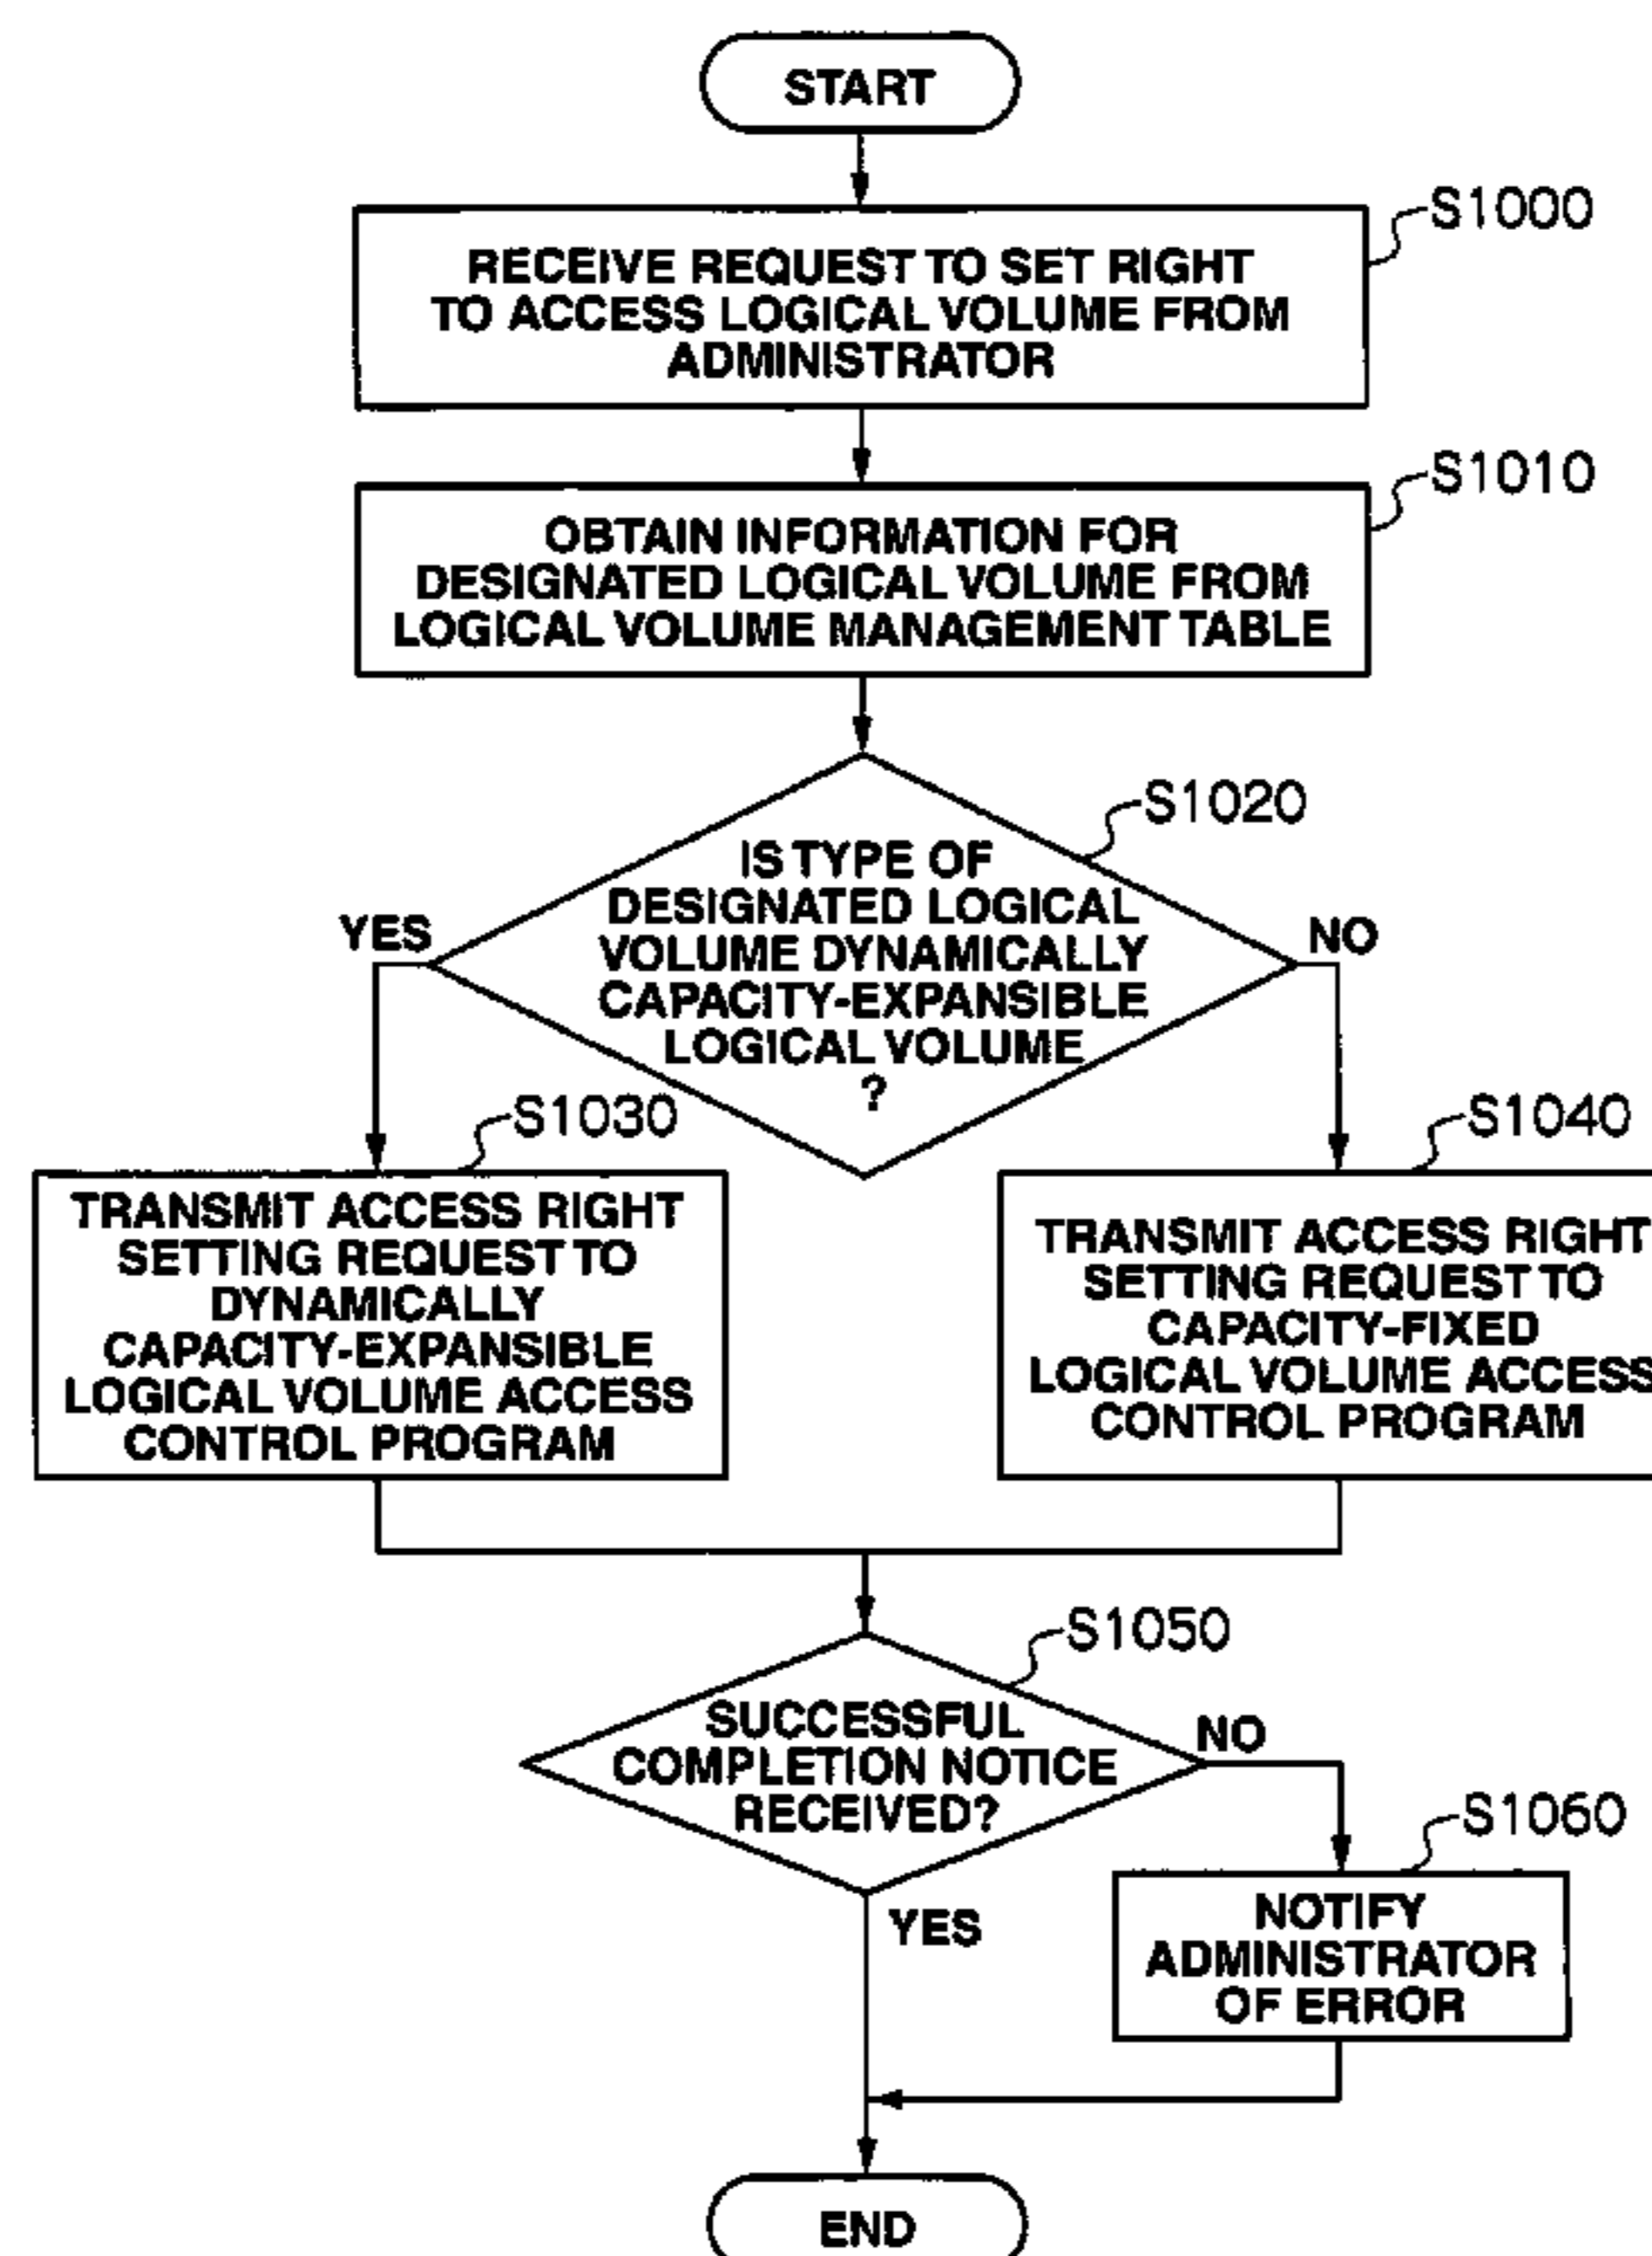 START
S1000
RECEIVE REQUEST TO SET RIGHT
TO ACCESS LOGICAL VOLUME FROM
ADMINISTRATOR
S1010
OBTAIN INFORMATION FOR
DESIGNATED LOGICAL VOLUME FROM
LOGICAL VOLUME MANAGEMENT TABLE
S1020
IS TYPE OF
DESIGNATED LOGICAL
VOLUME DYNAMICALLY
CAPACITY-EXPANSIBLE
LOGICAL VOLUME
?
YES
NO
S1030
TRANSMIT ACCESS RIGHT
SETTING REQUEST TO
DYNAMICALLY
CAPACITY-EXPANSIBLE
LOGICAL VOLUME ACCESS
CONTROL PROGRAM
S1040
TRANSMIT ACCESS RIGHT
SETTING REQUEST TO
CAPACITY-FIXED
LOGICAL VOLUME ACCESS
CONTROL PROGRAM
S1050
SUCCESSFUL
COMPLETION NOTICE
RECEIVED?
NO
YES
S1060
NOTIFY
ADMINISTRATOR
OF ERROR
END